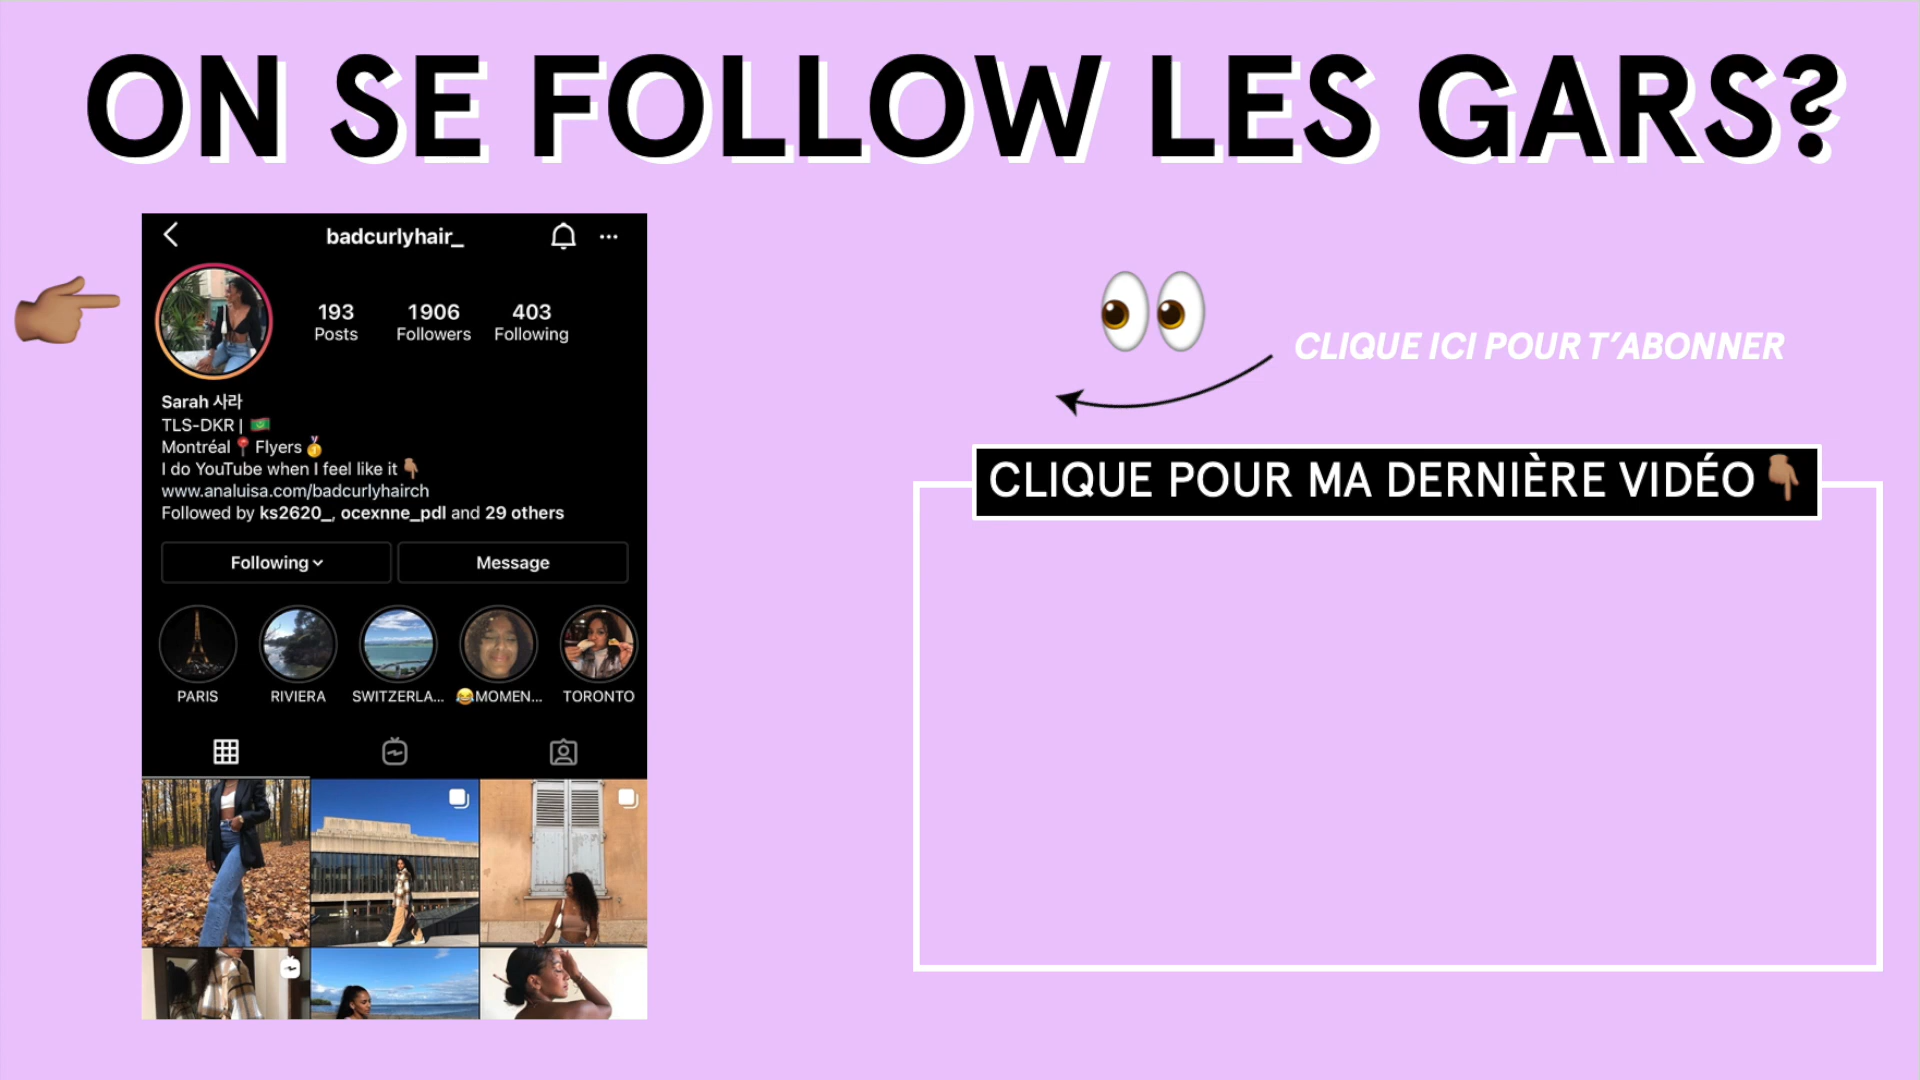 ON SE FOLLOW LES GARS?
badcurlyhair_
193 1906 403
Posts Followers Following
Sarah 사라
TLS-DKR | 🇲🇷
Montréal 📍 Flyers 🏅
I do YouTube when I feel like it 👇🏽
www.analuisa.com/badcurlyhairch
Followed by ks2620_, ocexnne_pdl and 29 others
Following Message
PARIS RIVIERA SWITZERLA... 😂MOMEN... TORONTO
CLIQUE ICI POUR T'ABONNER
CLIQUE POUR MA DERNIÈRE VIDÉO👇🏽